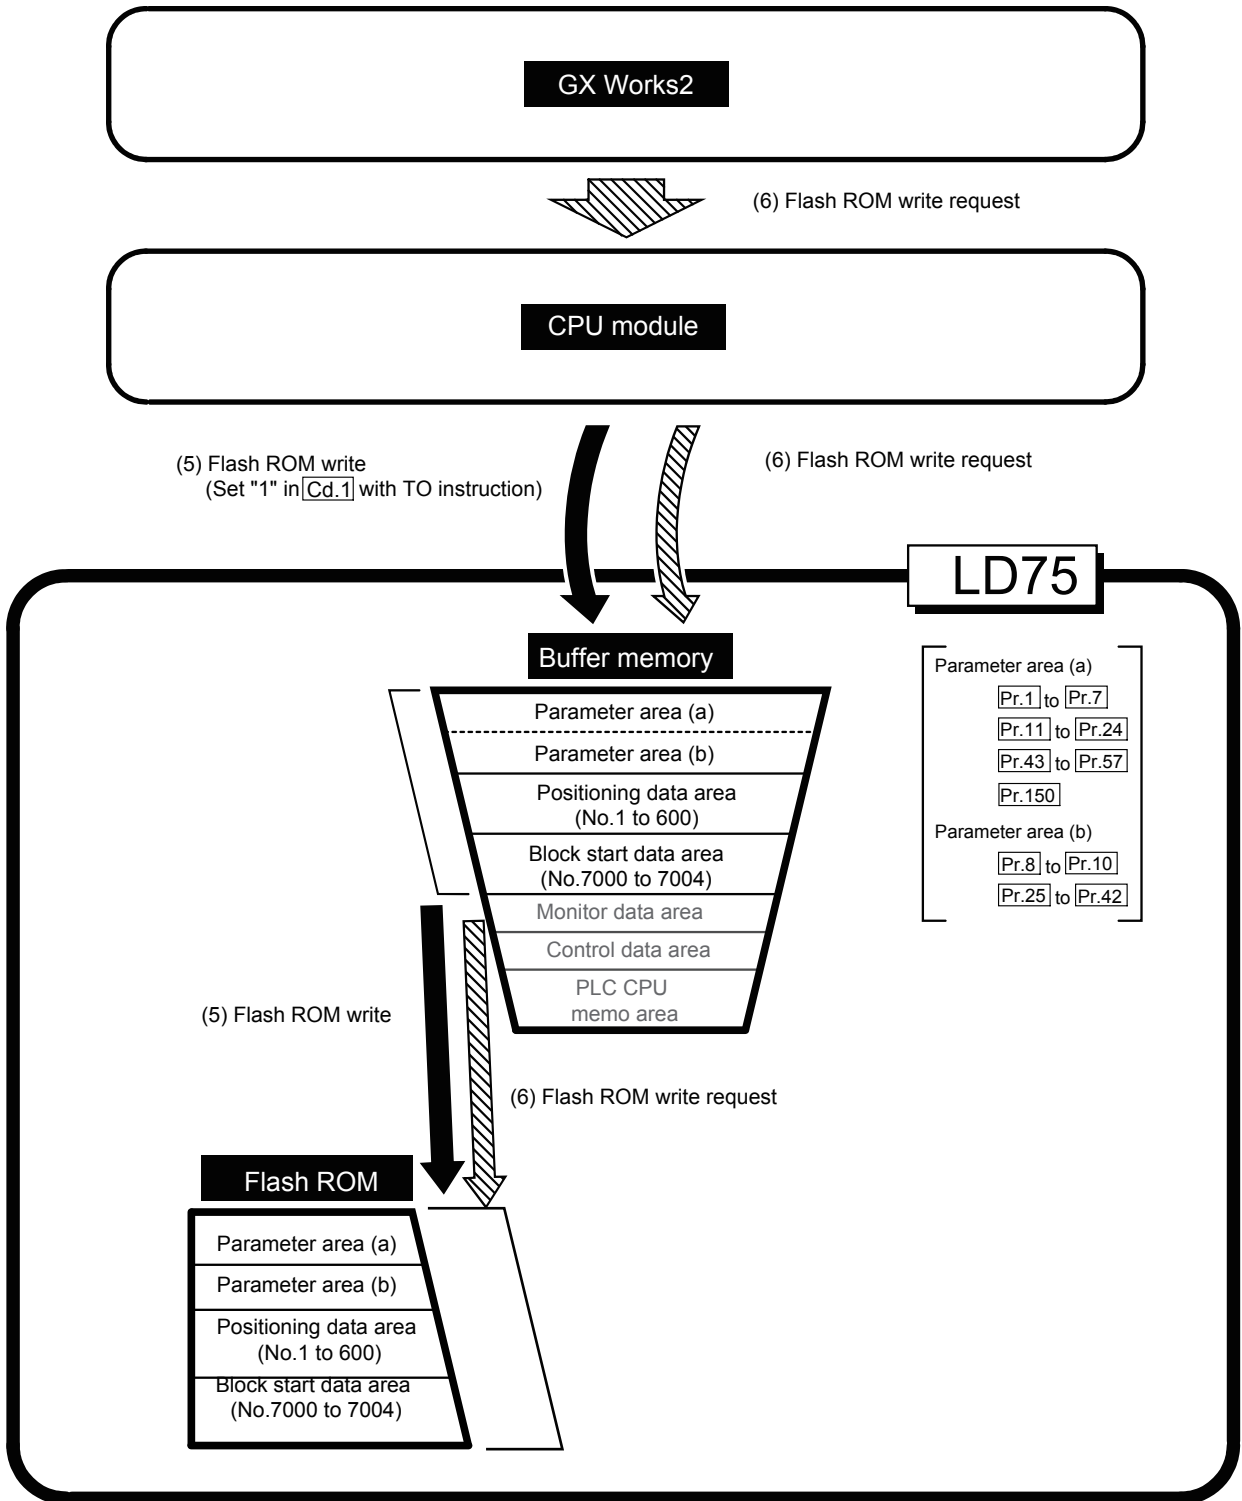 GX Works2
(6) Flash ROM write request
CPU module
(5) Flash ROM write
(Set "1" in Cd.1 with TO instruction)
(6) Flash ROM write request
LD75
Buffer memory
Parameter area (a)
Parameter area (b)
Positioning data area
(No.1 to 600)
Block start data area
(No.7000 to 7004)
Monitor data area
Control data area
PLC CPU
memo area
Parameter area (a)
Pr.1 to Pr.7
Pr.11 to Pr.24
Pr.43 to Pr.57
Pr.150
Parameter area (b)
Pr.8 to Pr.10
Pr.25 to Pr.42
(5) Flash ROM write
(6) Flash ROM write request
Flash ROM
Parameter area (a)
Parameter area (b)
Positioning data area
(No.1 to 600)
Block start data area
(No.7000 to 7004)